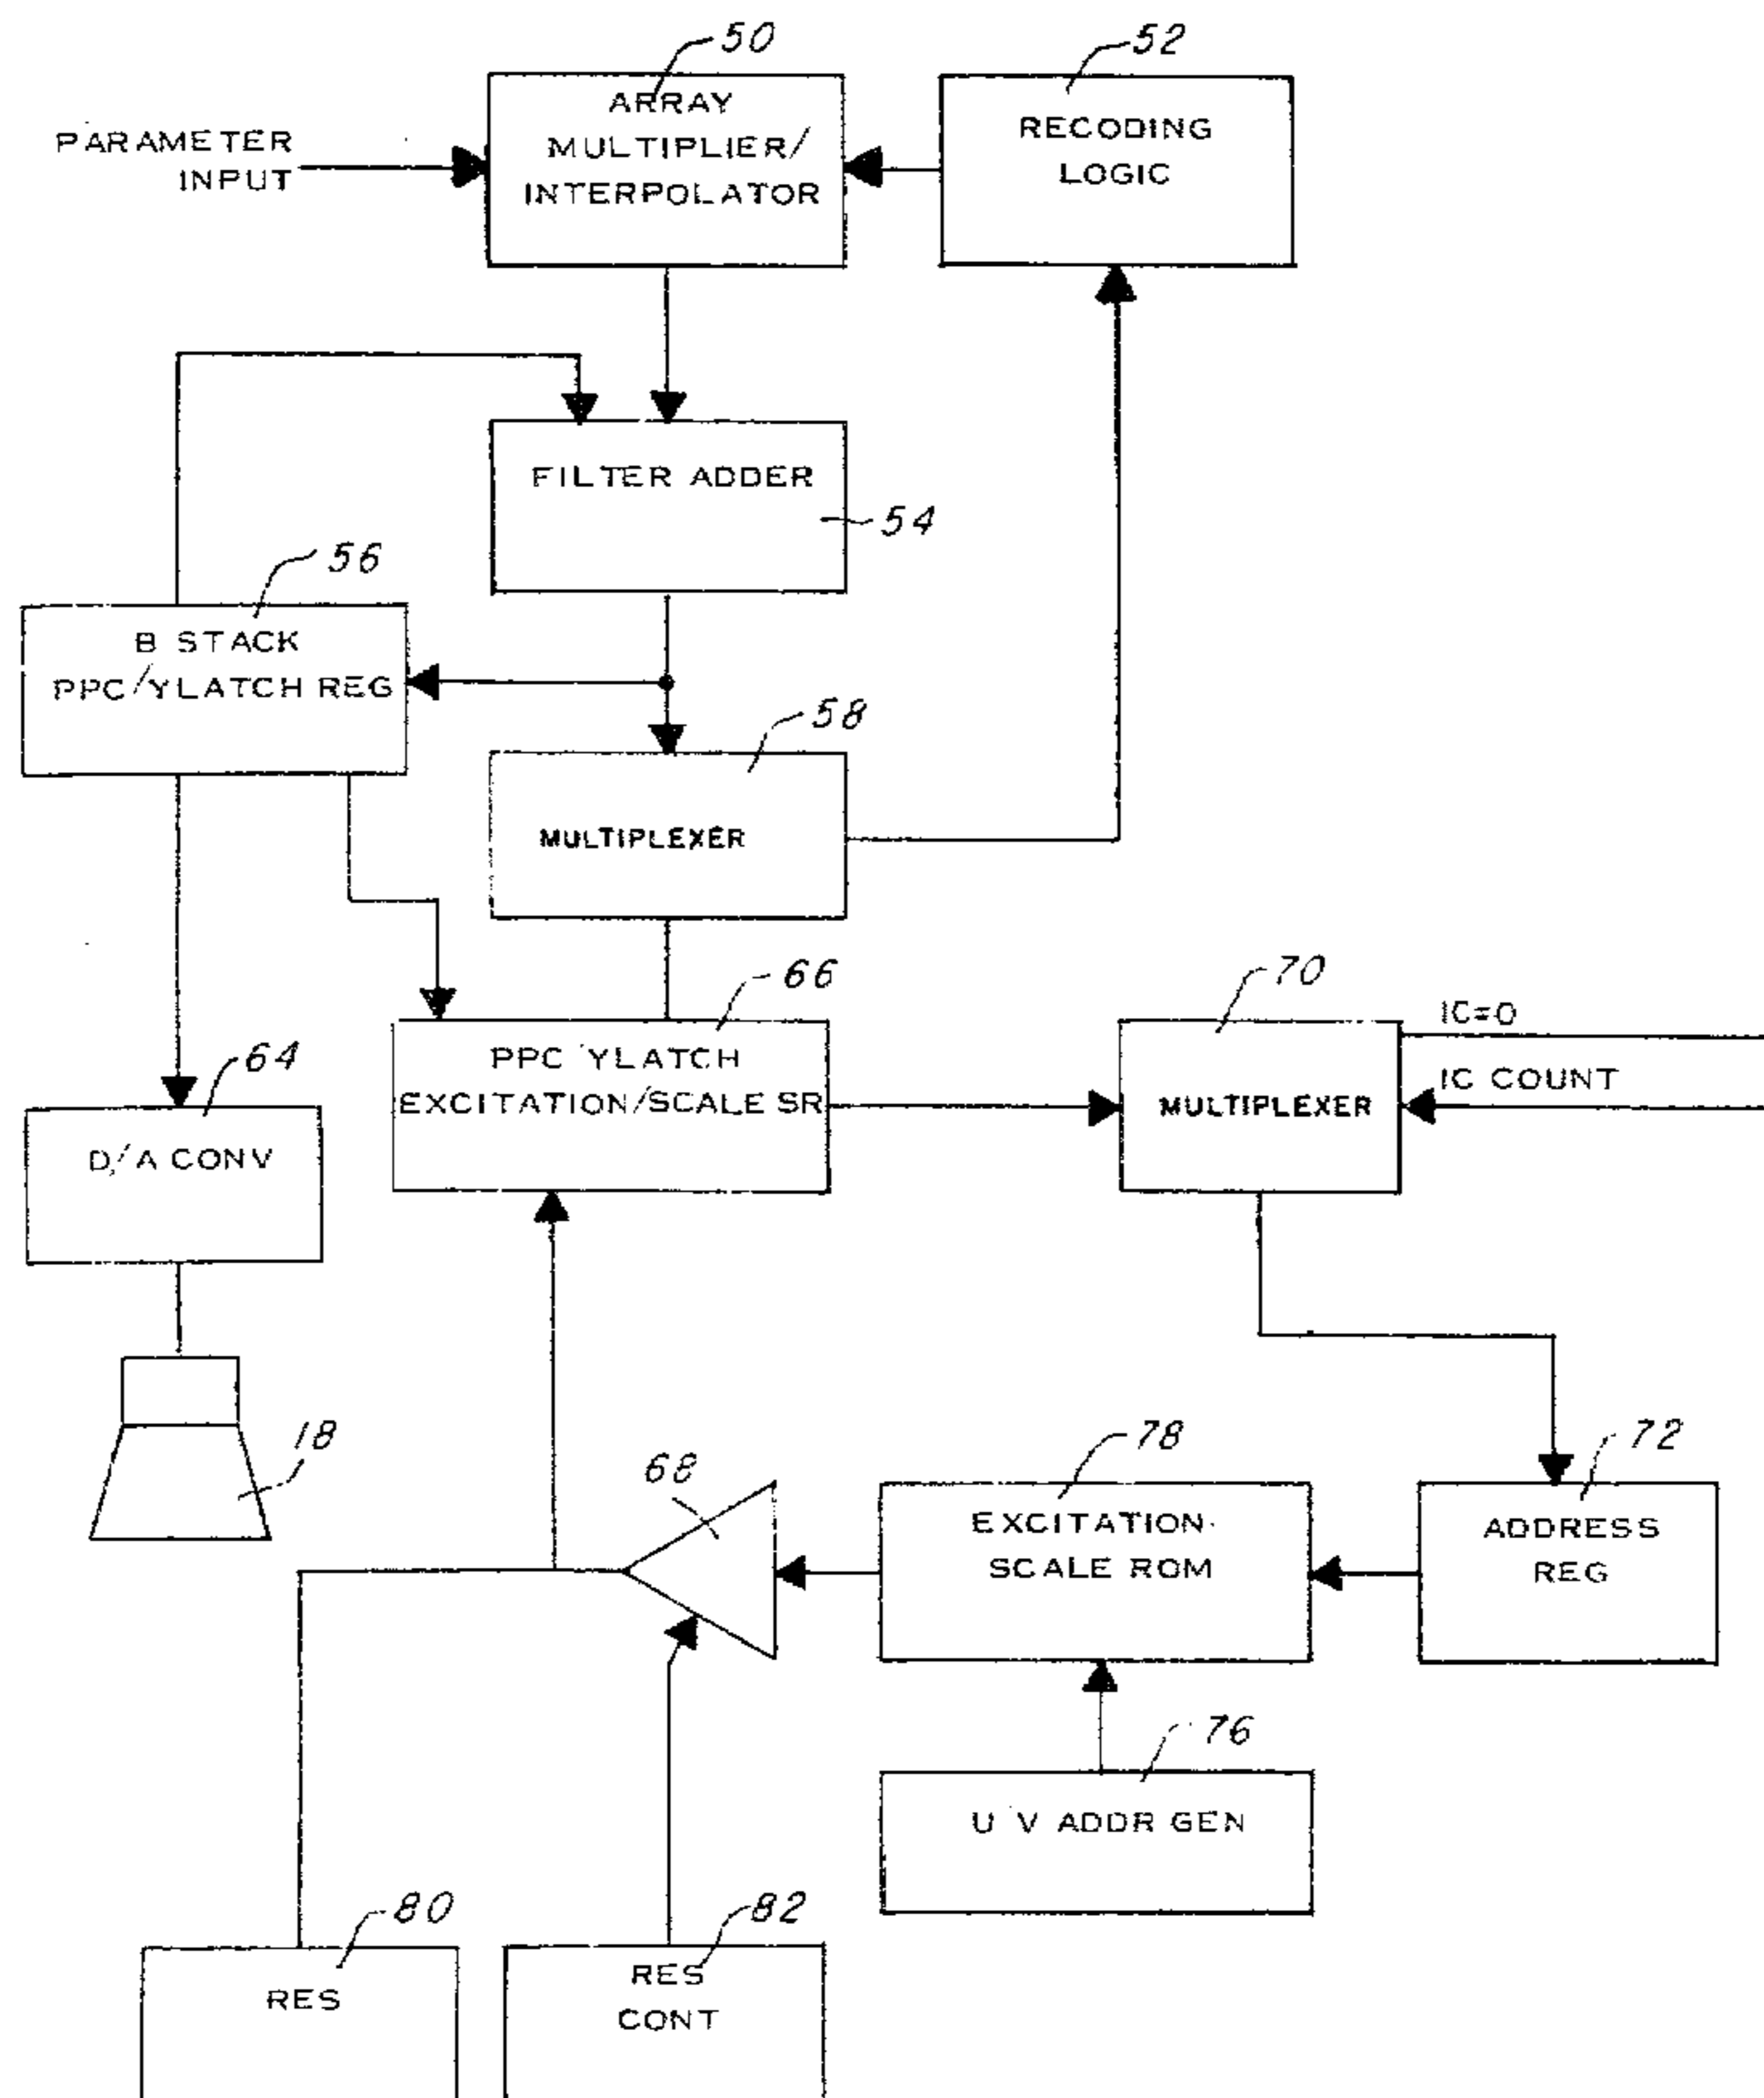 50
52
ARRAY
MULTIPLIER/
INTERPOLATOR
RECODING
LOGIC
PARAMETER
INPUT
FILTER ADDER
54
56
B STACK
PPC/YLATCH REG
58
MULTIPLEXER
66
70
PPC YLATCH
EXCITATION/SCALE SR
MULTIPLEXER
IC=0
IC COUNT
64
D/A CONV
18
68
78
72
EXCITATION
SCALE ROM
ADDRESS
REG
76
U V ADDR GEN
80
82
RES
RES
CONT